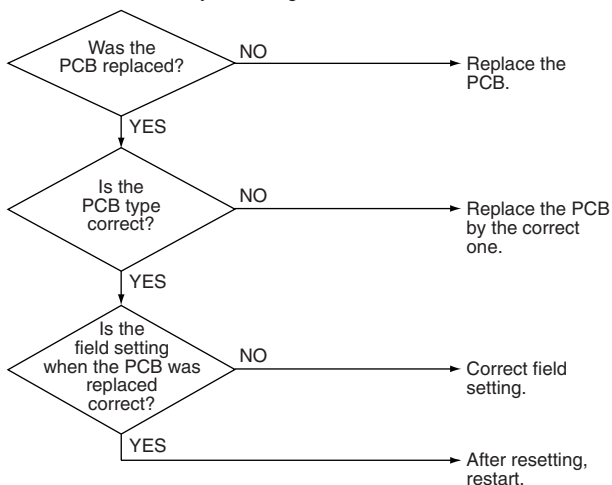 Was the
PCB replaced?
NO
Replace the
PCB.
YES
Is the
PCB type
correct?
NO
Replace the PCB
by the correct
one.
YES
Is the
field setting
when the PCB was
replaced
correct?
NO
Correct field
setting.
YES
After resetting,
restart.